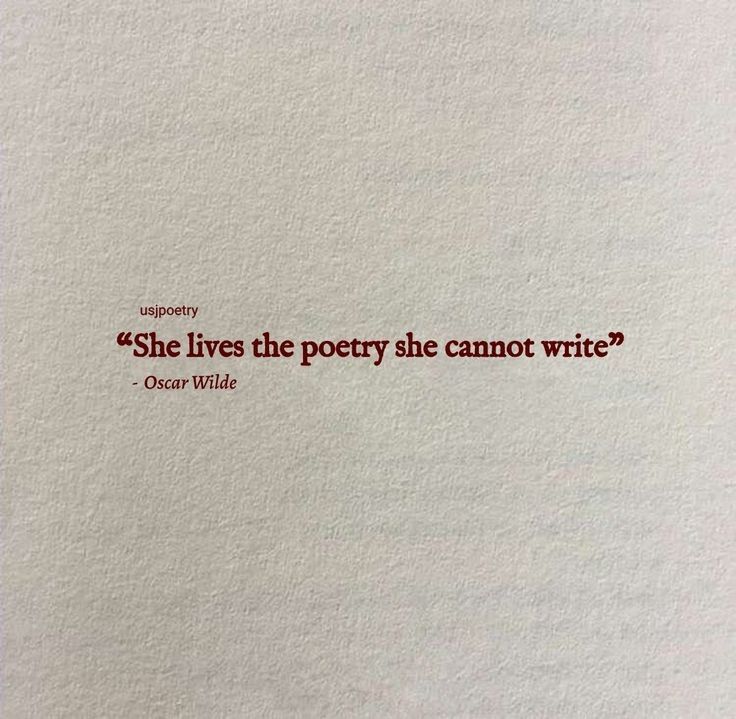 usjpoetry
“She lives the poetry she cannot write”
- Oscar Wilde